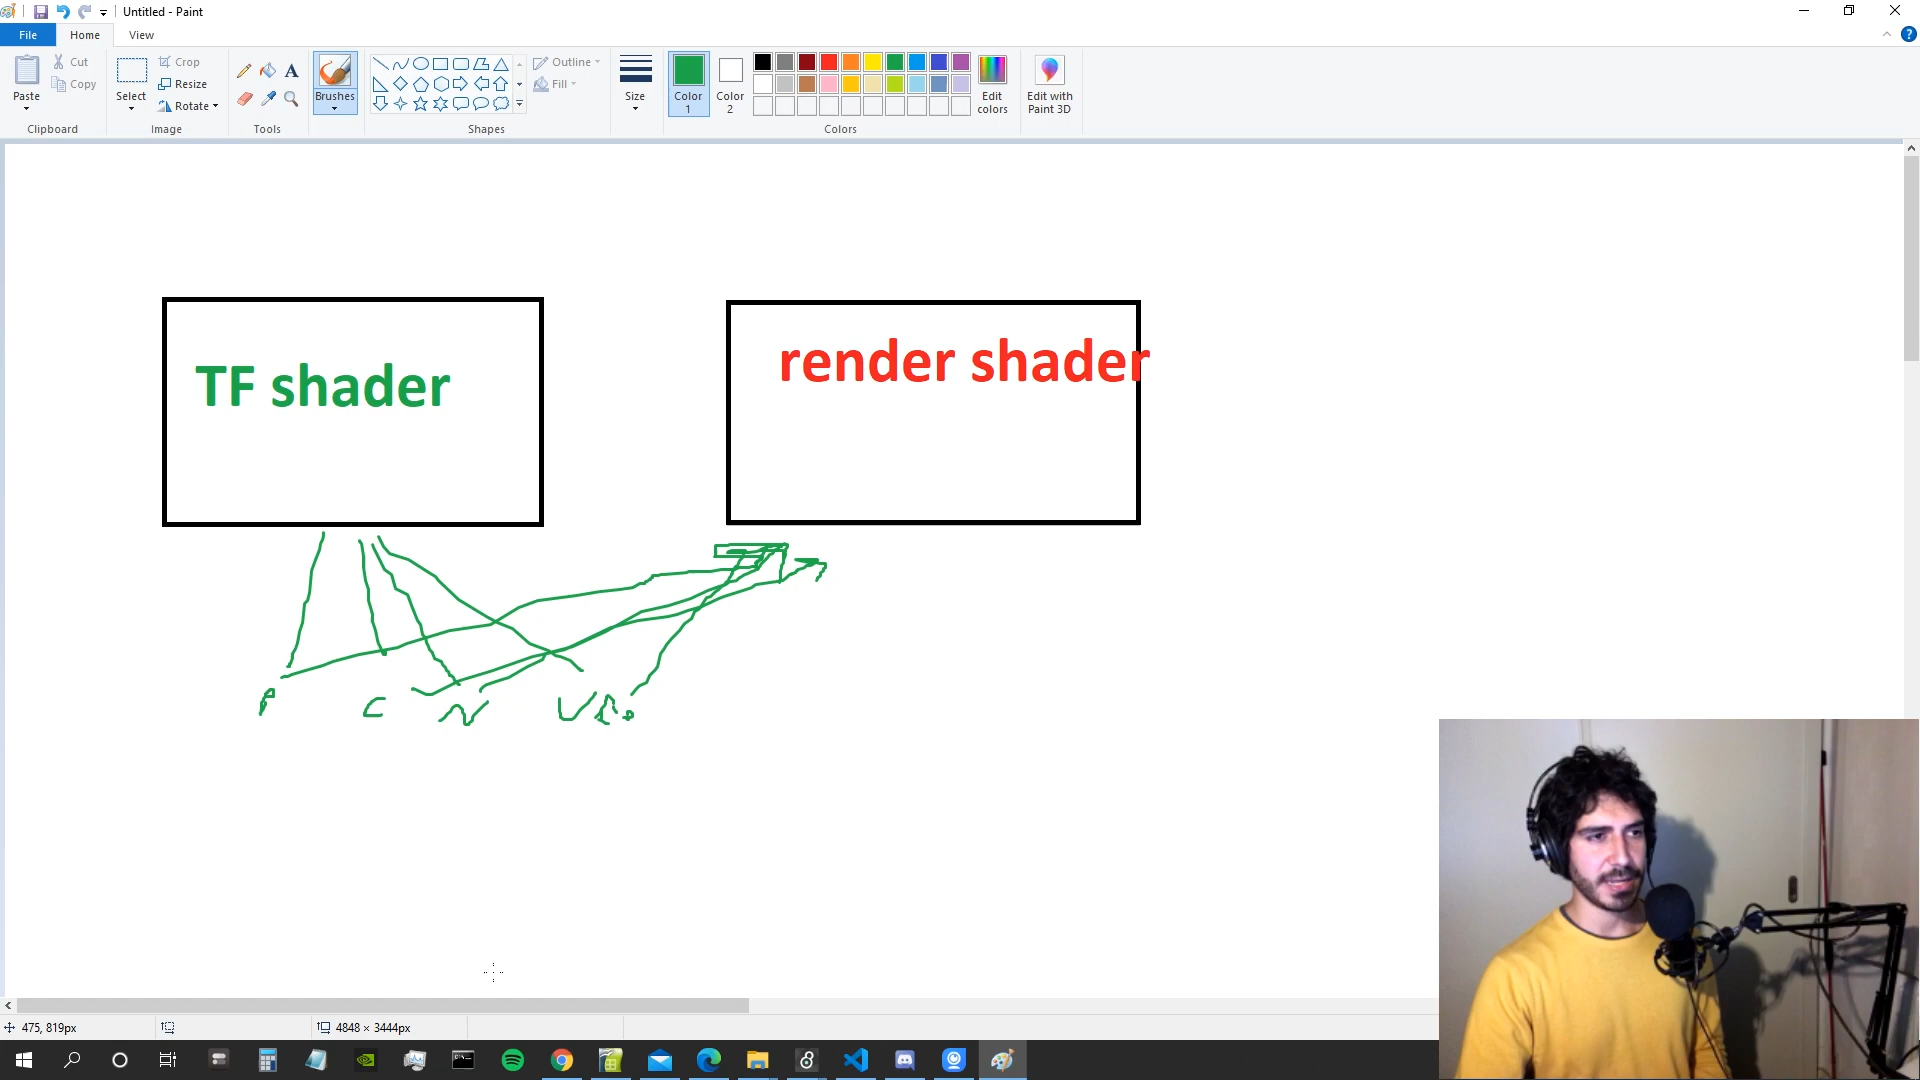 Untitled - Paint
File Home View
Paste
Cut
Copy
Clipboard
Select
Crop
Resize
Rotate
Image
Tools
Brushes
Shapes
Outline
Fill
Size
Color 1
Color 2
Edit colors
Colors
Edit with Paint 3D
TF shader
render shader
P C N
475, 819px
4848 × 3444px